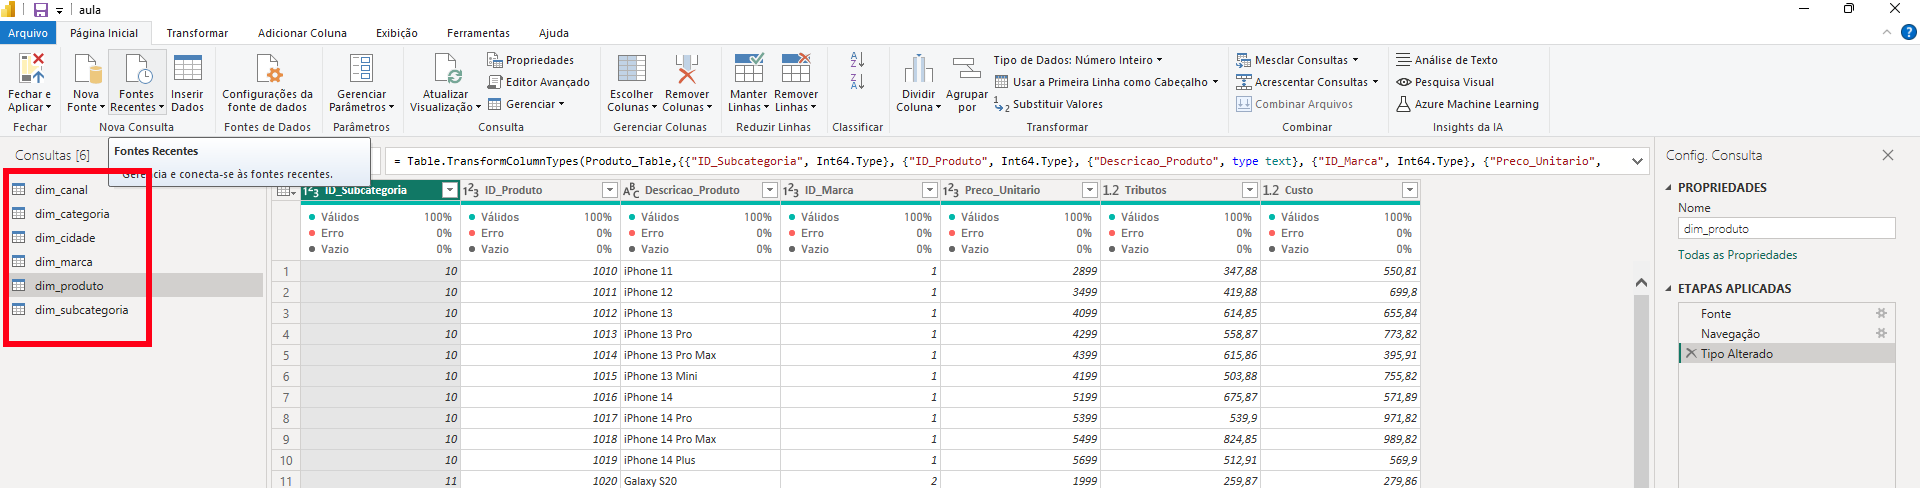 aula
Arquivo Página Inicial Transformar Adicionar Coluna Exibição Ferramentas Ajuda
Fechar e Aplicar
Fechar
Nova Fonte
Fontes Recentes
Inserir Dados
Nova Consulta
Configurações da fonte de dados
Fontes de Dados
Gerenciar Parâmetros
Parâmetros
Atualizar Visualização
Propriedades
Editor Avançado
Gerenciar
Consulta
Escolher Colunas
Remover Colunas
Gerenciar Colunas
Manter Linhas
Remover Linhas
Reduzir Linhas
Classificar
Dividir Coluna
Agrupar por
Tipo de Dados: Número Inteiro
Usar a Primeira Linha como Cabeçalho
Substituir Valores
Transformar
Mesclar Consultas
Acrescentar Consultas
Combinar Arquivos
Combinar
Análise de Texto
Pesquisa Visual
Azure Machine Learning
Insights da IA
Consultas [6]
dim_canal
dim_categoria
dim_cidade
dim_marca
dim_produto
dim_subcategoria
Fontes Recentes
Gerencia e conecta-se às fontes recentes.
= Table.TransformColumnTypes(Produto_Table,{{"ID_Subcategoria", Int64.Type}, {"ID_Produto", Int64.Type}, {"Descricao_Produto", type text}, {"ID_Marca", Int64.Type}, {"Preco_Unitario",
123 ID_Subcategoria 123 ID_Produto ABC Descricao_Produto 123 ID_Marca 123 Preco_Unitario 1.2 Tributos 1.2 Custo
Válidos 100% Válidos 100% Válidos 100% Válidos 100% Válidos 100% Válidos 100% Válidos 100%
Erro 0% Erro 0% Erro 0% Erro 0% Erro 0% Erro 0% Erro 0%
Vazio 0% Vazio 0% Vazio 0% Vazio 0% Vazio 0% Vazio 0% Vazio 0%
1 10 1010 iPhone 11 1 2899 347,88 550,81
2 10 1011 iPhone 12 1 3499 419,88 699,8
3 10 1012 iPhone 13 1 4099 614,85 655,84
4 10 1013 iPhone 13 Pro 1 4299 558,87 773,82
5 10 1014 iPhone 13 Pro Max 1 4399 615,86 395,91
6 10 1015 iPhone 13 Mini 1 4199 503,88 755,82
7 10 1016 iPhone 14 1 5199 675,87 571,89
8 10 1017 iPhone 14 Pro 1 5399 539,9 971,82
9 10 1018 iPhone 14 Pro Max 1 5499 824,85 989,82
10 10 1019 iPhone 14 Plus 1 5699 512,91 569,9
11 11 1020 Galaxy S20 2 1999 259,87 279,86
Config. Consulta
PROPRIEDADES
Nome
dim_produto
Todas as Propriedades
ETAPAS APLICADAS
Fonte
Navegação
Tipo Alterado